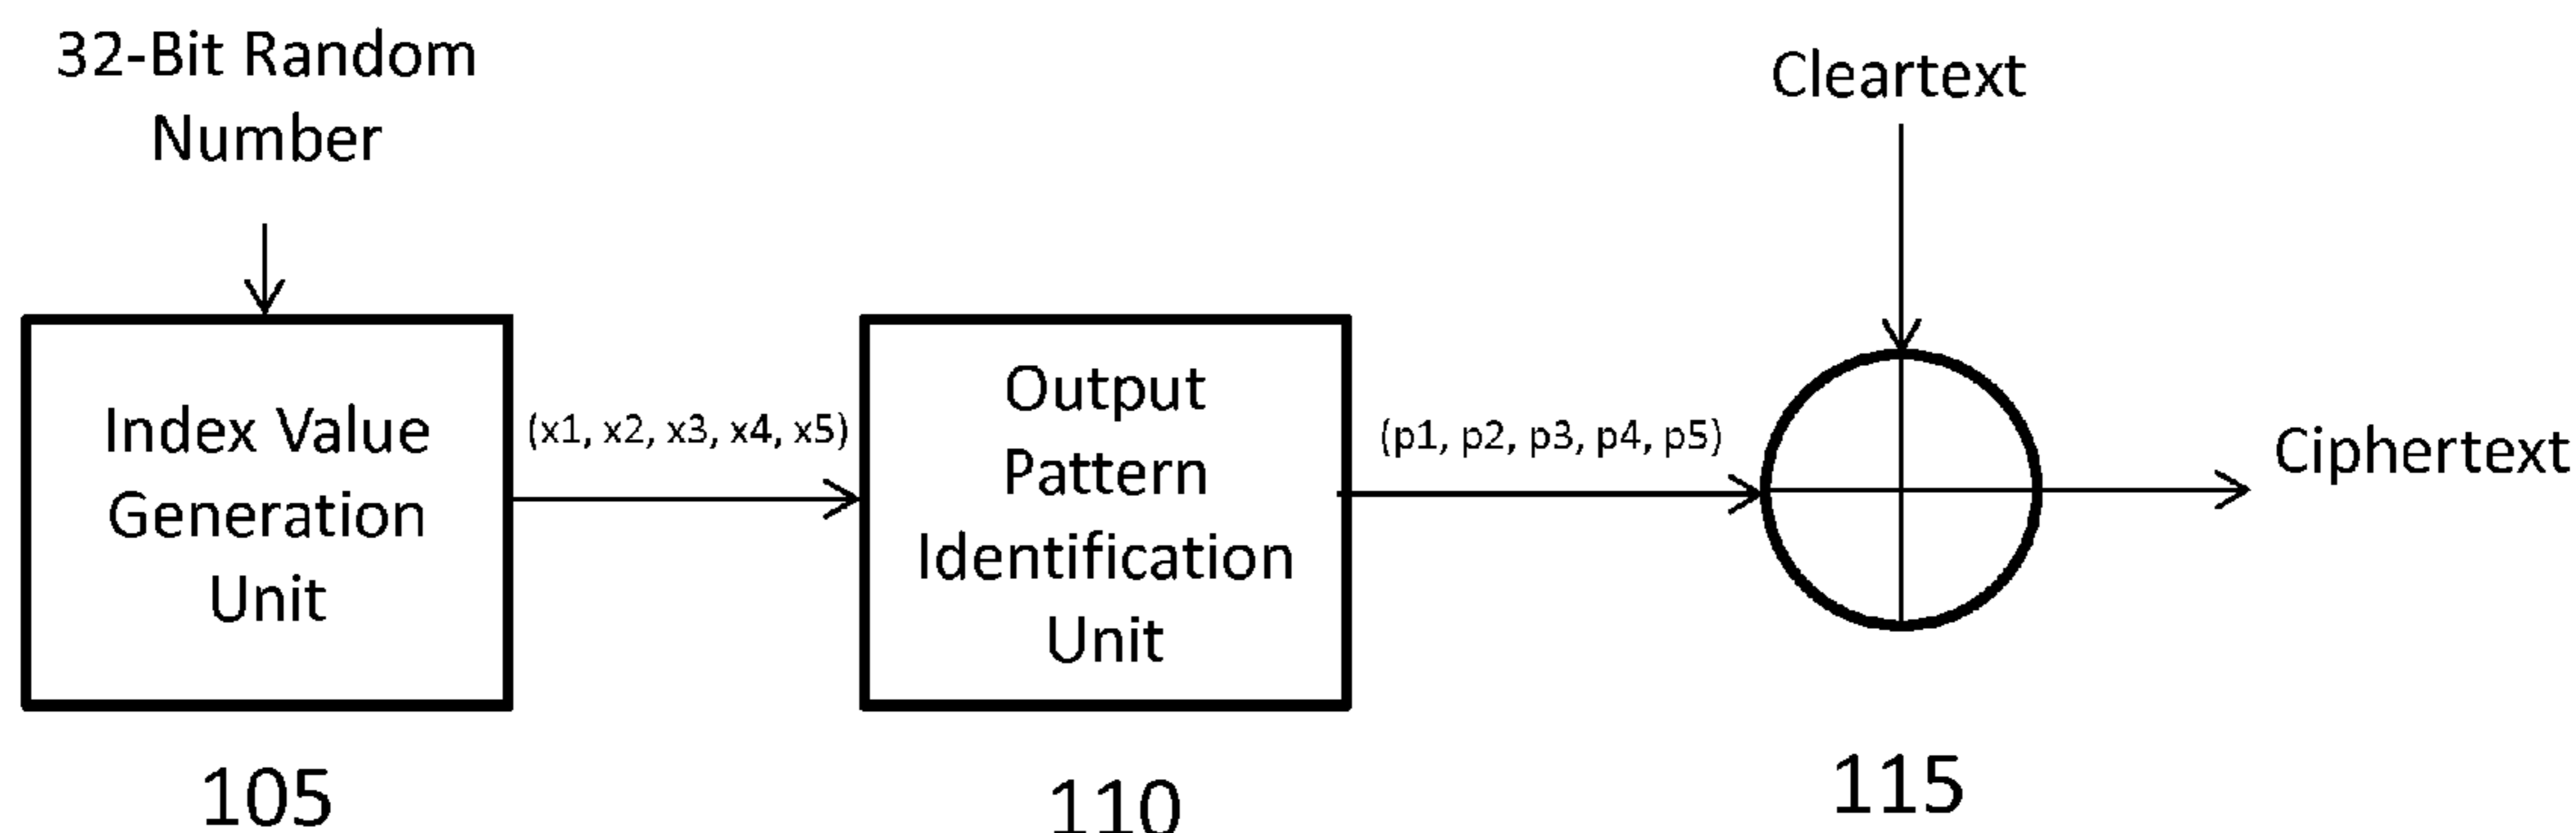 32-Bit Random
Number
Cleartext
Index Value
Generation
Unit
(x1, x2, x3, x4, x5)
Output
Pattern
Identification
Unit
(p1, p2, p3, p4, p5)
Ciphertext
105
110
115